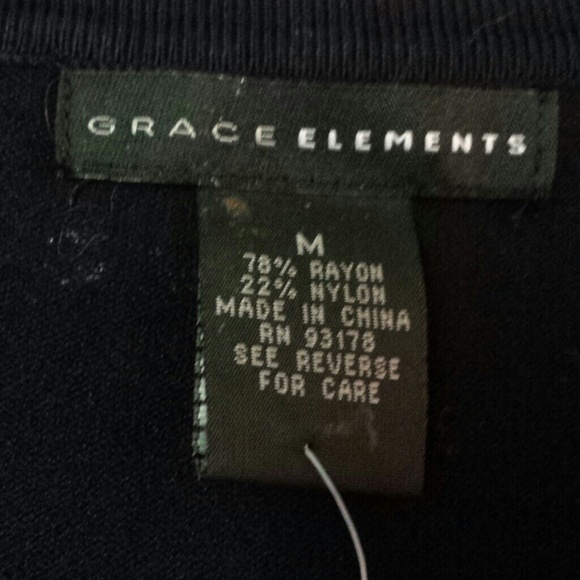 GRACE ELEMENTS
M
78% RAYON
22% NYLON
MADE IN CHINA
RN 93178
SEE REVERSE
FOR CARE